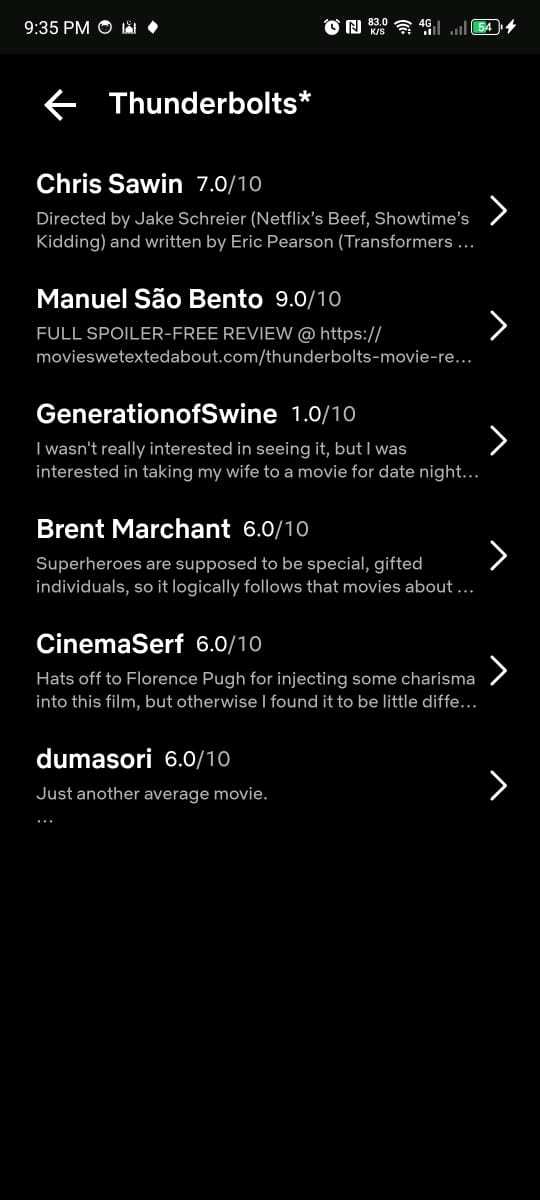 9:35 PM 83.0 K/S 4G 54
Thunderbolts*
Chris Sawin 7.0/10
Directed by Jake Schreier (Netflix’s Beef, Showtime’s
Kidding) and written by Eric Pearson (Transformers ...
Manuel São Bento 9.0/10
FULL SPOILER-FREE REVIEW @ https://
movieswetextedabout.com/thunderbolts-movie-re...
GenerationofSwine 1.0/10
I wasn't really interested in seeing it, but I was
interested in taking my wife to a movie for date night...
Brent Marchant 6.0/10
Superheroes are supposed to be special, gifted
individuals, so it logically follows that movies about ...
CinemaSerf 6.0/10
Hats off to Florence Pugh for injecting some charisma
into this film, but otherwise I found it to be little diffe...
dumasori 6.0/10
Just another average movie.
...